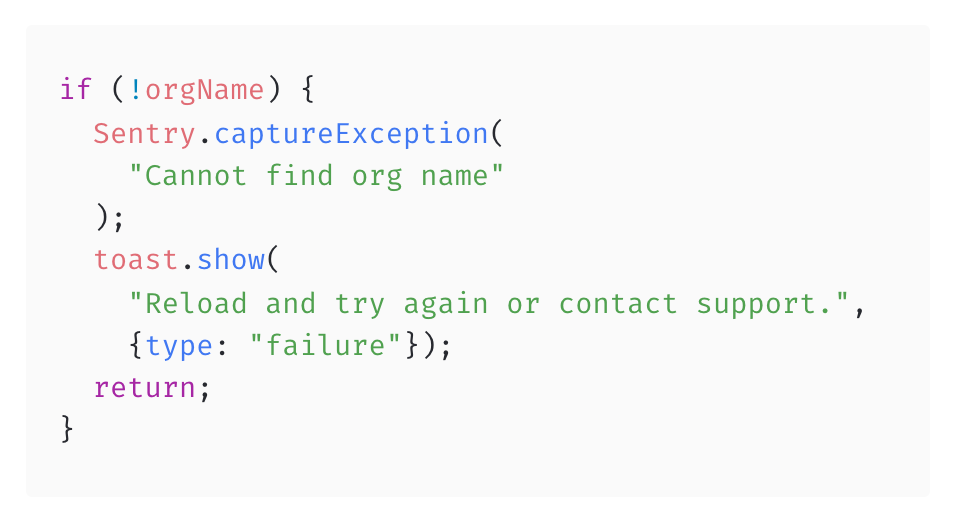 if (!orgName) {
  Sentry.captureException(
    "Cannot find org name"
  );
  toast.show(
    "Reload and try again or contact support.",
    {type: "failure"});
  return;
}